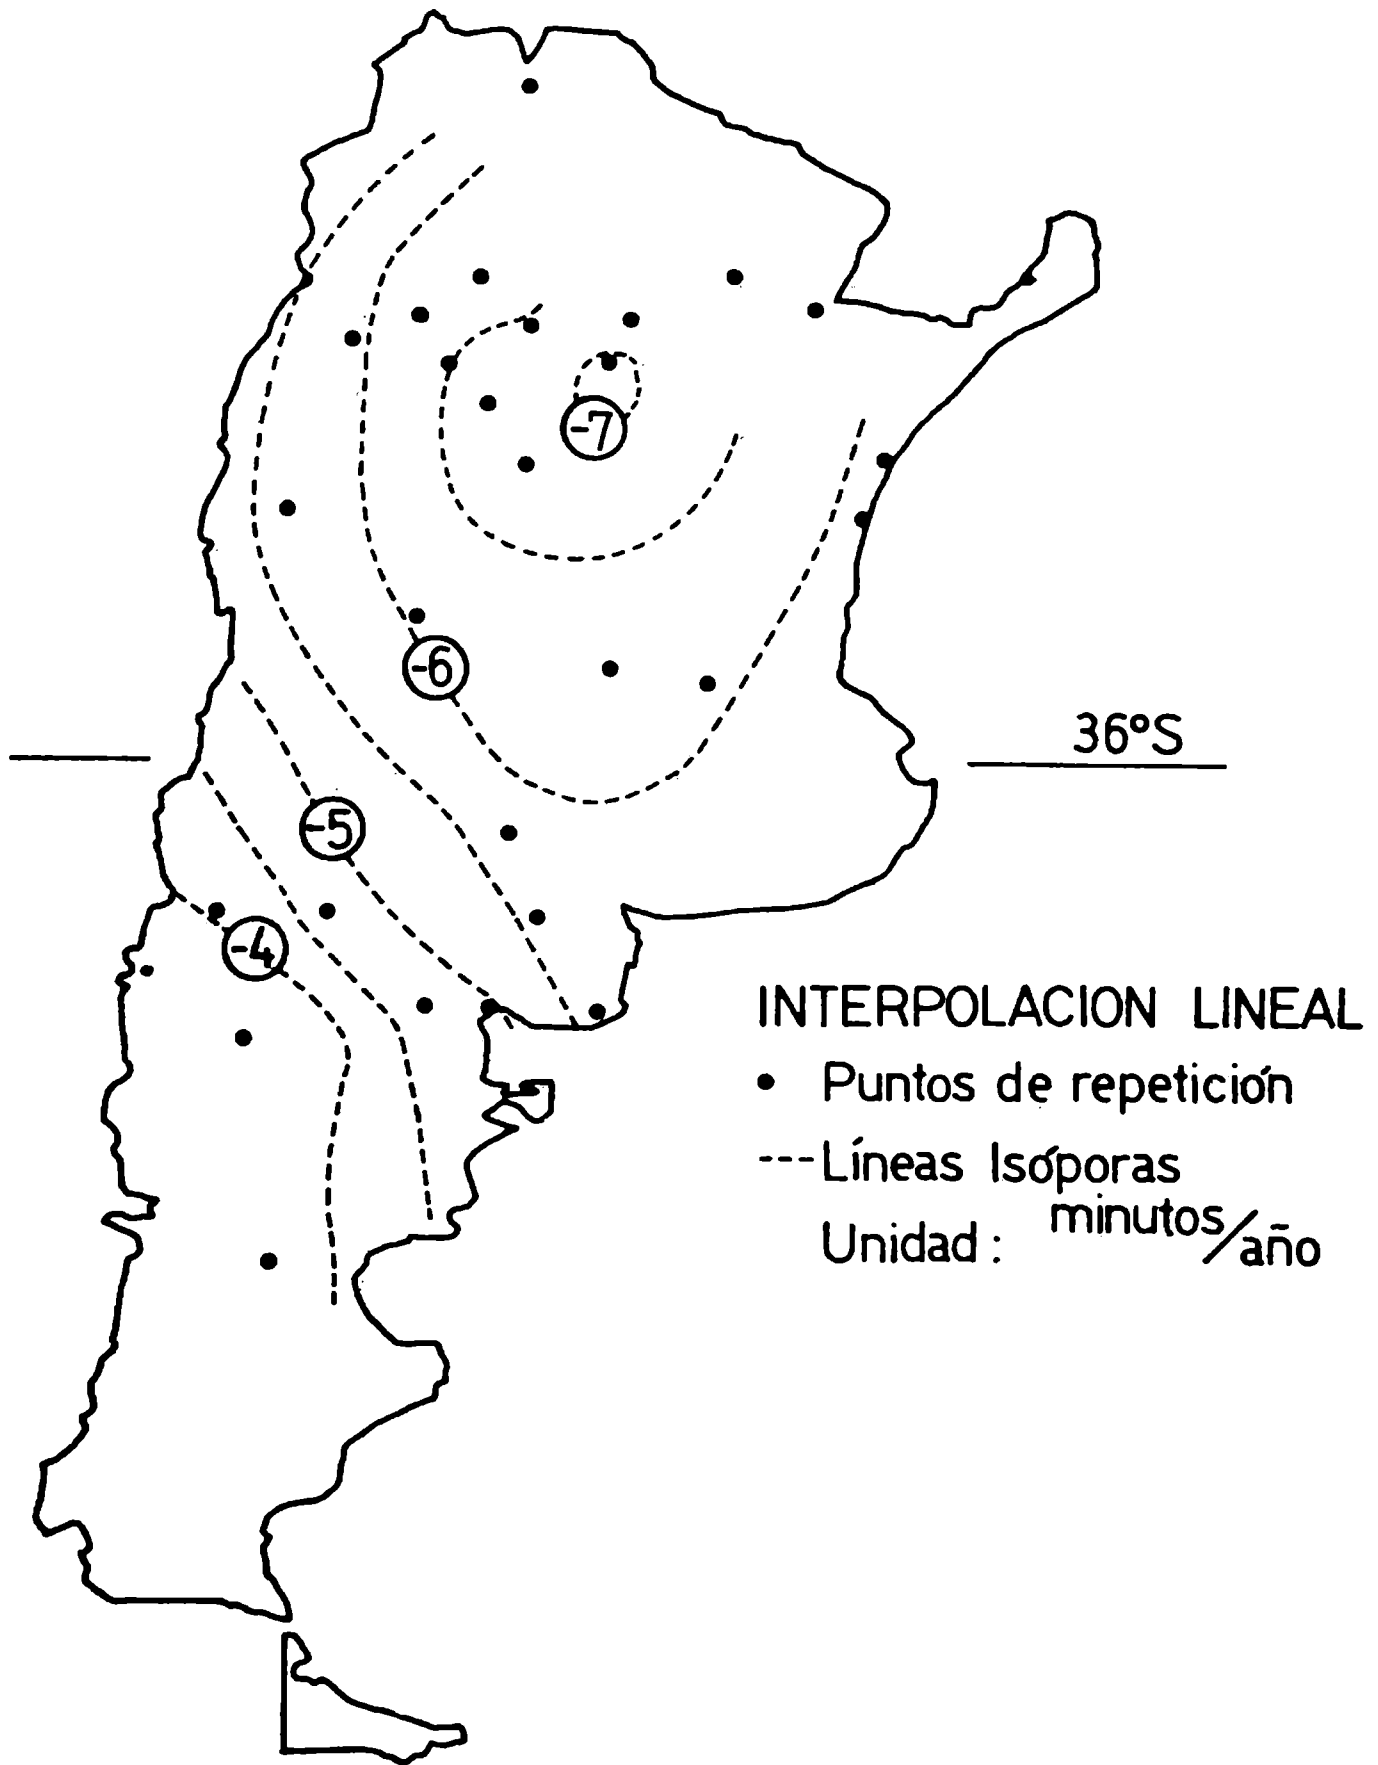 -7
-6
36°S
-5
-4
INTERPOLACION LINEAL
• Puntos de repetición
---Líneas Isóporas
Unidad: minutos/año